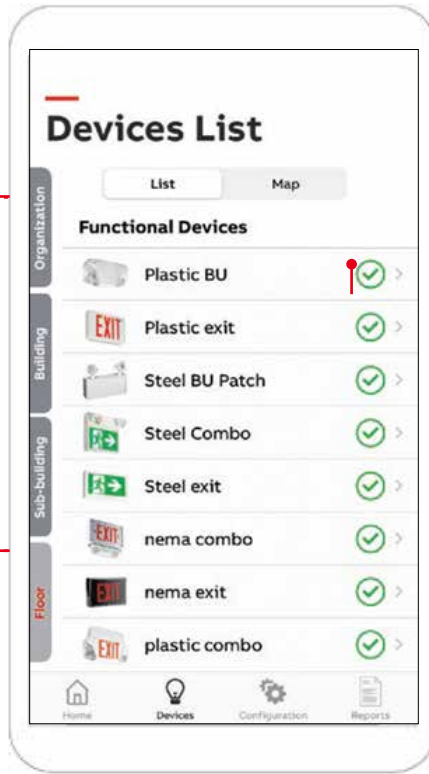 Devices List
List Map
Functional Devices
Organization
Building
Sub-building
Floor
Plastic BU
EXIT Plastic exit
Steel BU Patch
Steel Combo
Steel exit
EXIT nema combo
EXIT nema exit
EXIT plastic combo
Home Devices Configuration Reports